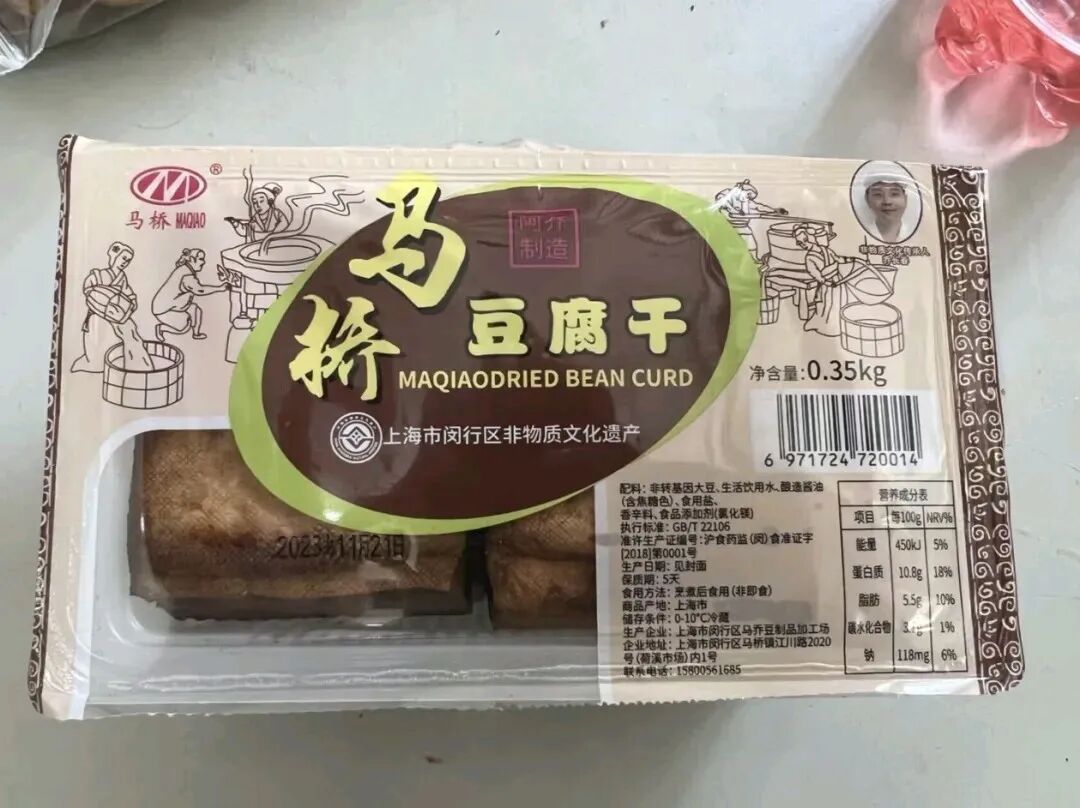 马桥 MAQIAO
®
马桥
阿乔
制造
豆腐干
MAQIAODRIED BEAN CURD
上海市闵行区非物质文化遗产
2023年11月21日
非物质文化传承人
净含量:0.35kg
6 971724 720014
配料: 非转基因大豆、生活饮用水、酿造酱油
(含焦糖色)、食用盐、
香辛料、食品添加剂(氯化镁)
执行标准: GB/T 22106
准许生产证编号: 沪食药监(闵)食准证字
[2018]第0001号
生产日期: 见封面
保质期: 5天
食用方法: 烹煮后食用(非即食)
商品产地: 上海市
储存条件: 0-10℃冷藏
生产企业: 上海市闵行区马乔豆制品加工场
企业地址: 上海市闵行区马桥镇江川路2020
号(荷溪市场)内1号
联系电话: 15800561685
营养成分表
项目 每100g NRV%
能量 450kJ 5%
蛋白质 10.8g 18%
脂肪 5.5g 10%
碳水化合物 1%
钠 118mg 6%